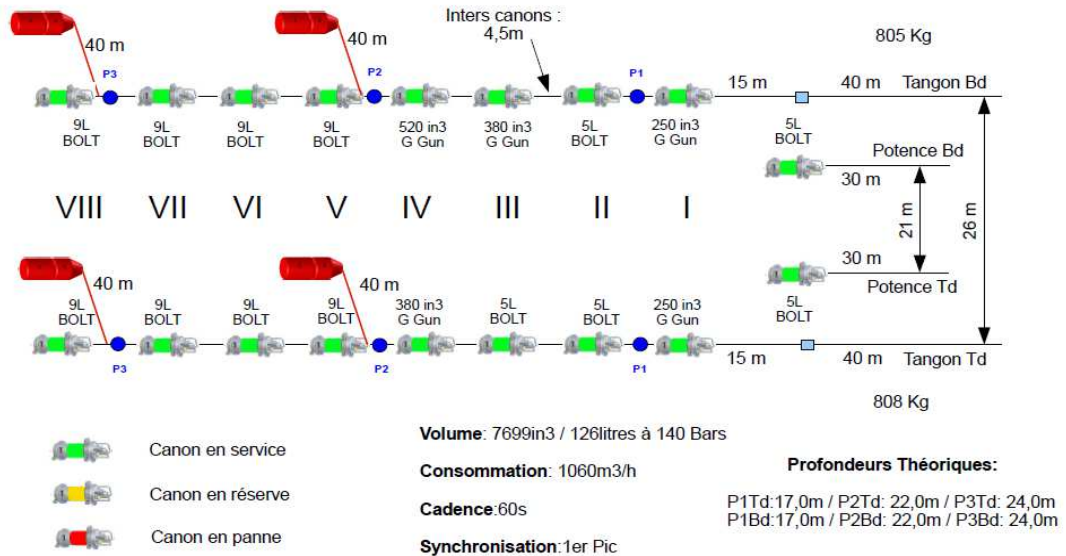 Inters canons :
4,5m
805 Kg
40 m
40 m
P3
P2
P1
15 m
40 m
Tangon Bd
9L
BOLT
9L
BOLT
9L
BOLT
9L
BOLT
520 in3
G Gun
380 in3
G Gun
5L
BOLT
250 in3
G Gun
5L
BOLT
Potence Bd
30 m
VIII
VII
VI
V
IV
III
II
I
21 m
26 m
30 m
Potence Td
5L
BOLT
40 m
40 m
9L
BOLT
9L
BOLT
9L
BOLT
9L
BOLT
380 in3
G Gun
5L
BOLT
5L
BOLT
250 in3
G Gun
P3
P2
P1
15 m
40 m
Tangon Td
808 Kg
Canon en service
Canon en réserve
Canon en panne
Volume: 7699in3 / 126litres à 140 Bars
Consommation: 1060m3/h
Cadence:60s
Synchronisation:1er Pic
Profondeurs Théoriques:
P1Td:17,0m / P2Td: 22,0m / P3Td: 24,0m
P1Bd:17,0m / P2Bd: 22,0m / P3Bd: 24,0m